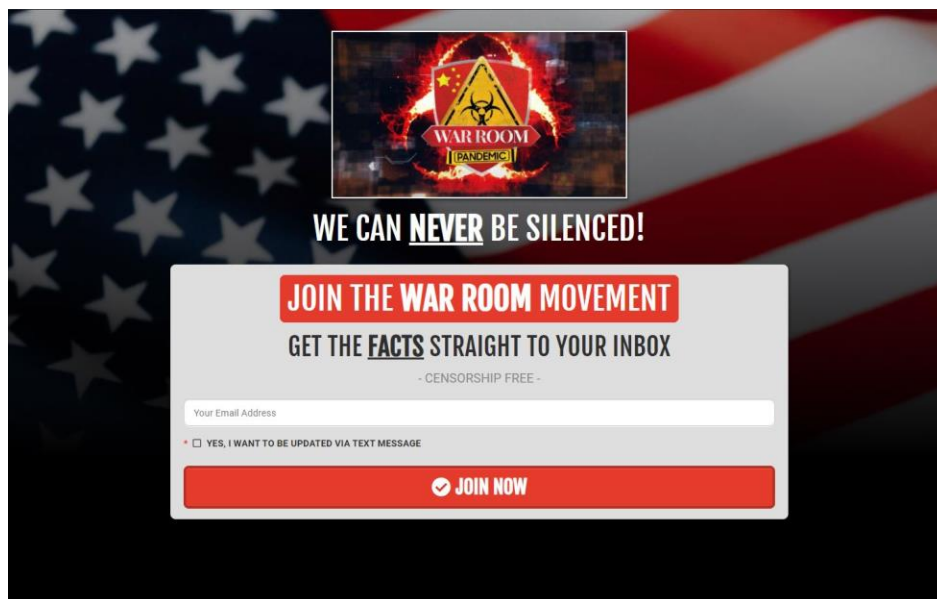 WAR ROOM
PANDEMIC
WE CAN NEVER BE SILENCED!
JOIN THE WAR ROOM MOVEMENT
GET THE FACTS STRAIGHT TO YOUR INBOX
- CENSORSHIP FREE -
Your Email Address
* YES, I WANT TO BE UPDATED VIA TEXT MESSAGE
JOIN NOW